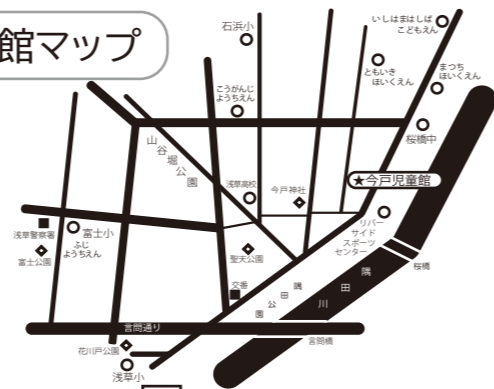 館マップ
石浜小
いしはまはしば
こどもえん
ともいき
ほいくえん
まつち
ほいくえん
こうがんじ
ようちえん
桜橋中
山谷堀公園
★今戸児童館
浅草高校
今戸神社
リバー
サイド
スポーツ
センター
浅草警察署
富士小
ふじ
ようちえん
富士公園
聖天公園
桜橋
交番
隅田公園
隅田川
言問通り
言問橋
花川戸公園
浅草小